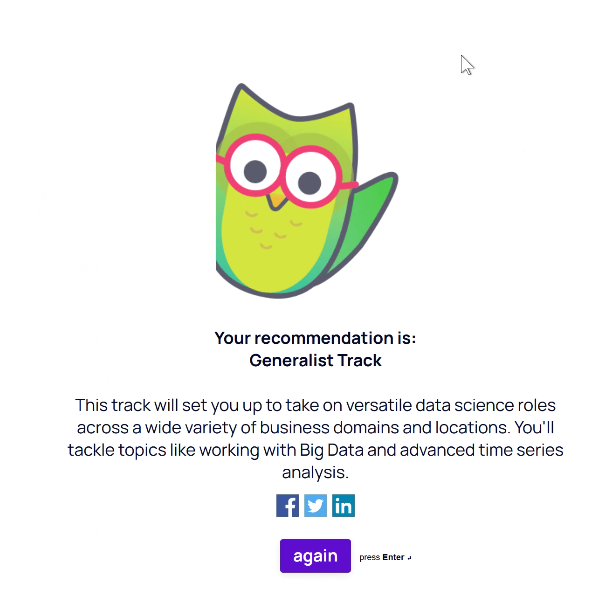 Your recommendation is:
Generalist Track
This track will set you up to take on versatile data science roles
across a wide variety of business domains and locations. You'll
tackle topics like working with Big Data and advanced time series
analysis.
f in
again press Enter ↲